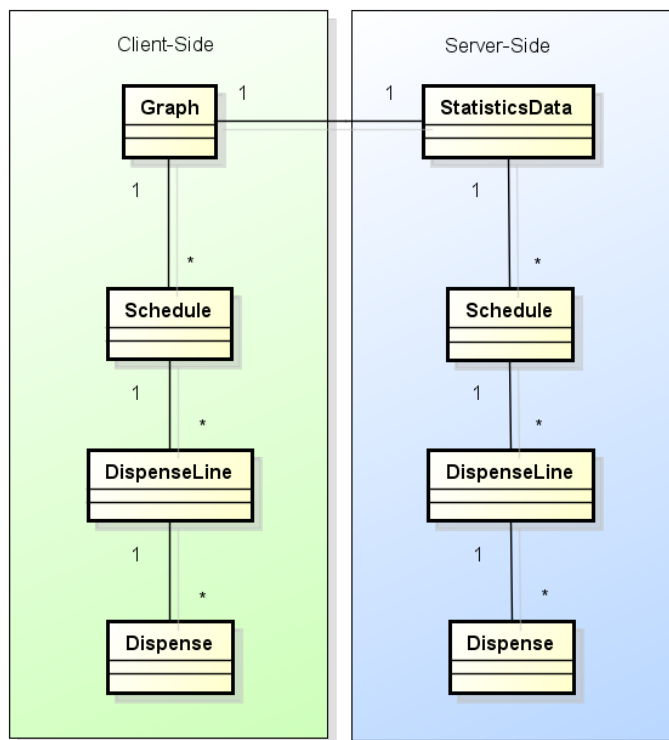 Client-Side
Server-Side
Graph
1
1
StatisticsData
1
1
*
*
Schedule
Schedule
1
1
*
*
DispenseLine
DispenseLine
1
1
*
*
Dispense
Dispense